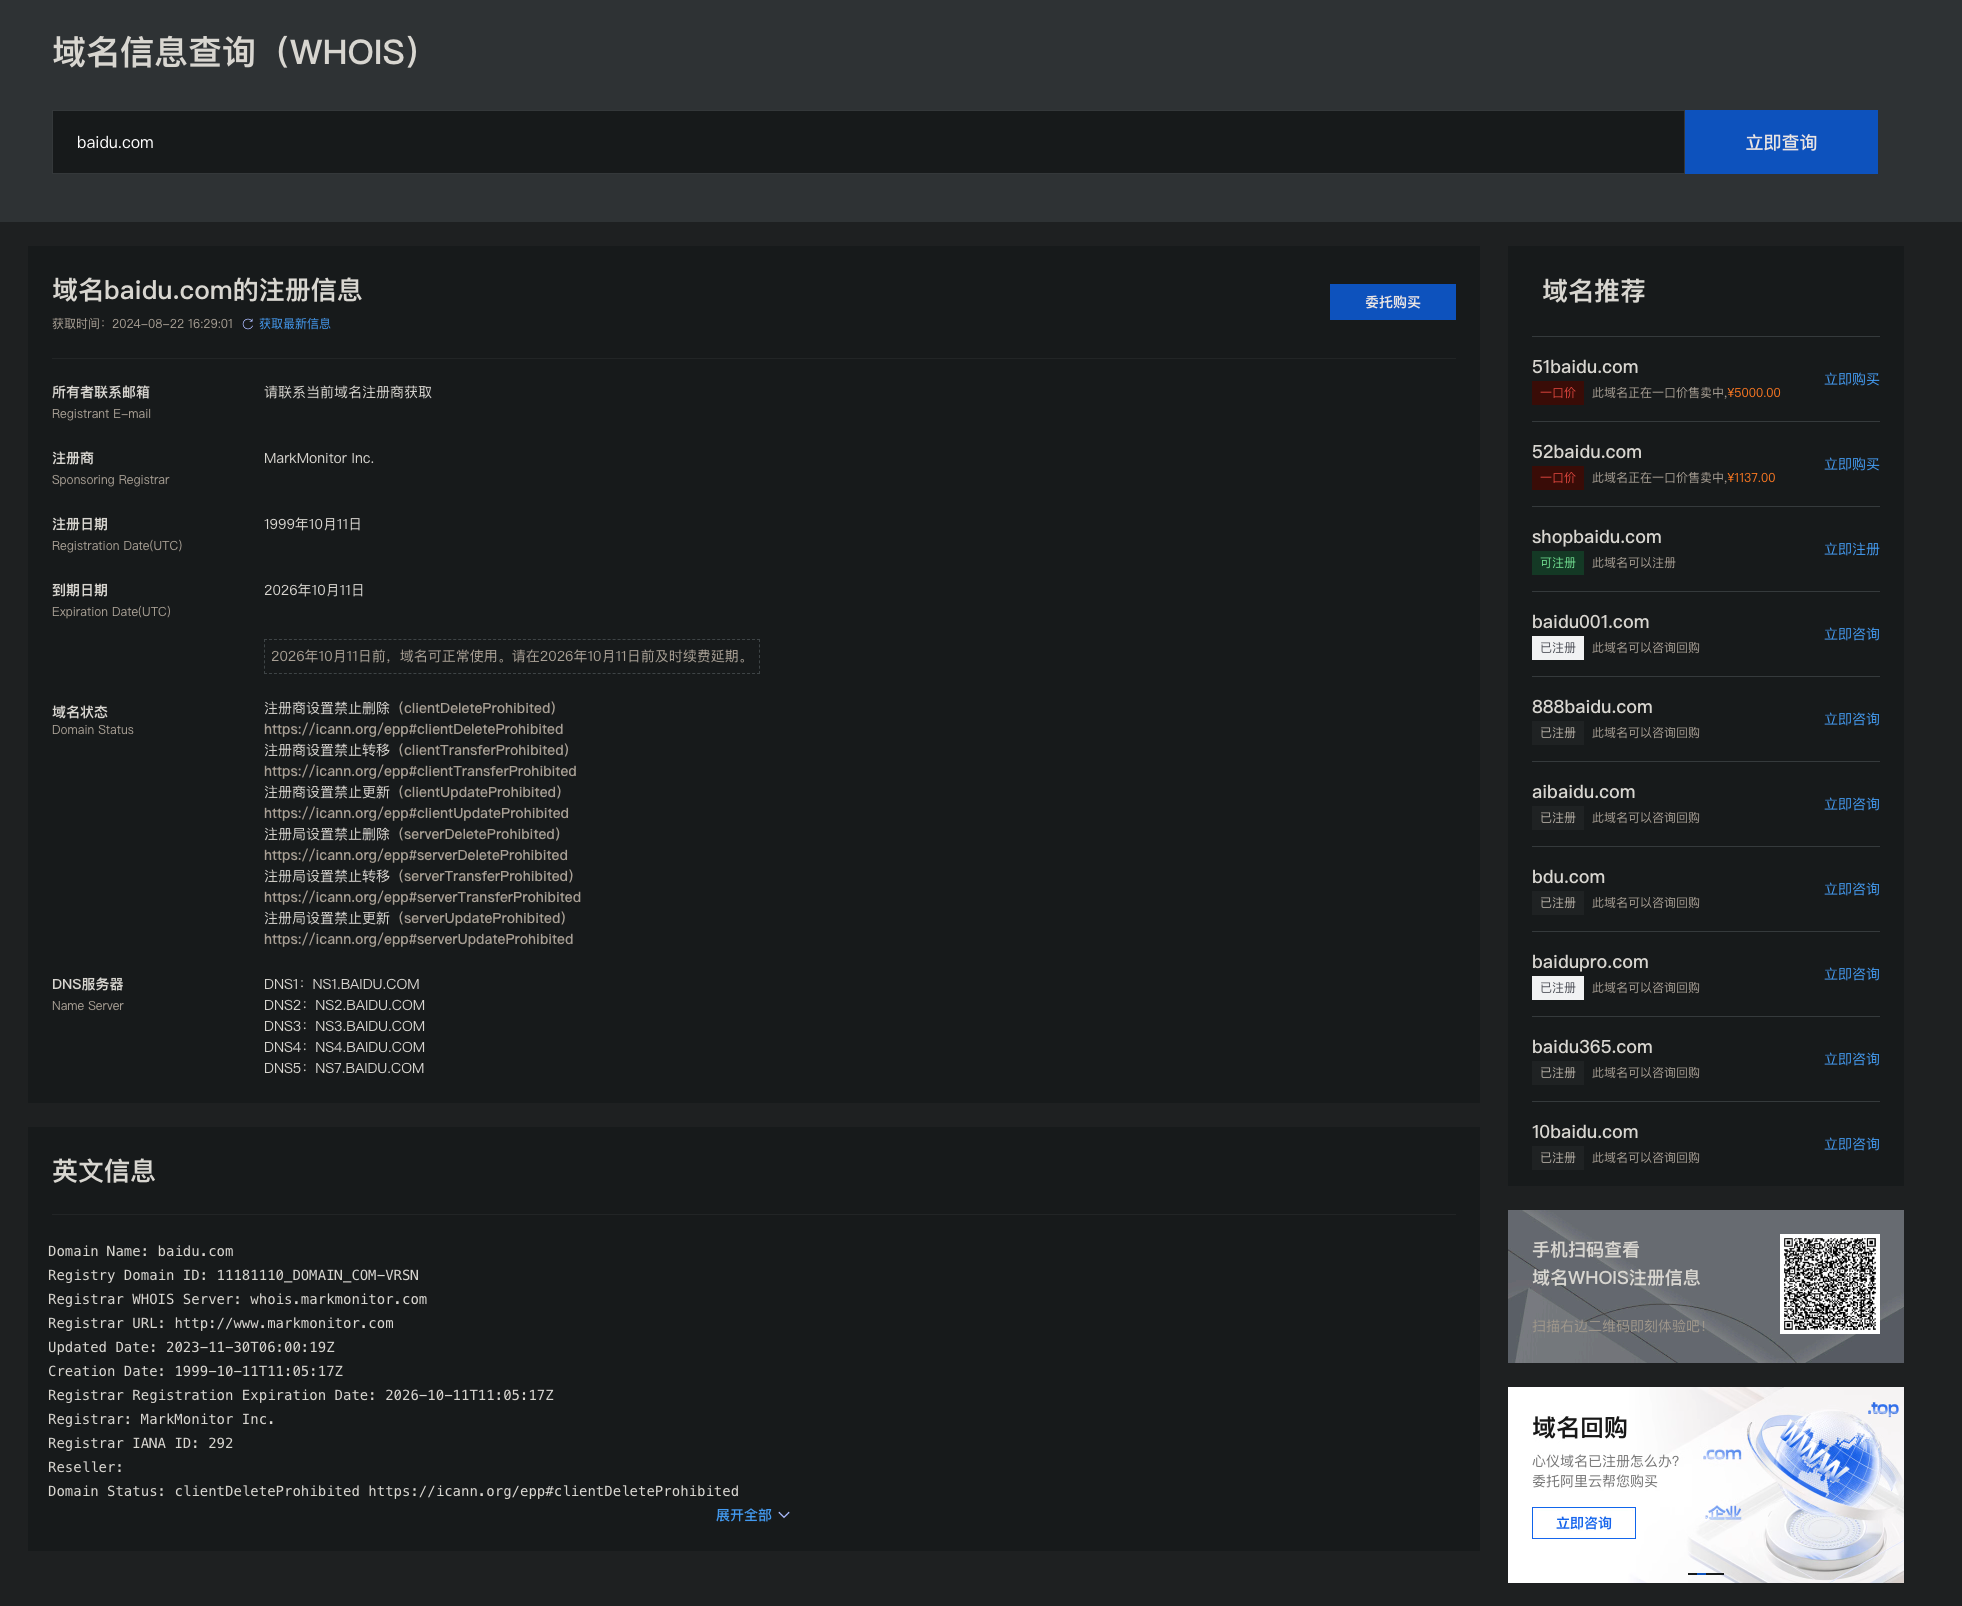 域名信息查询（WHOIS）
baidu.com
立即查询
域名baidu.com的注册信息
获取时间：2024-08-22 16:29:01 获取最新信息
委托购买
所有者联系邮箱 请联系当前域名注册商获取
Registrant E-mail
注册商 MarkMonitor Inc.
Sponsoring Registrar
注册日期 1999年10月11日
Registration Date(UTC)
到期日期 2026年10月11日
Expiration Date(UTC)
2026年10月11日前，域名可正常使用。请在2026年10月11日前及时续费延期。
域名状态
Domain Status
注册商设置禁止删除（clientDeleteProhibited）
https://icann.org/epp#clientDeleteProhibited
注册商设置禁止转移（clientTransferProhibited）
https://icann.org/epp#clientTransferProhibited
注册商设置禁止更新（clientUpdateProhibited）
https://icann.org/epp#clientUpdateProhibited
注册局设置禁止删除（serverDeleteProhibited）
https://icann.org/epp#serverDeleteProhibited
注册局设置禁止转移（serverTransferProhibited）
https://icann.org/epp#serverTransferProhibited
注册局设置禁止更新（serverUpdateProhibited）
https://icann.org/epp#serverUpdateProhibited
DNS服务器
Name Server
DNS1：NS1.BAIDU.COM
DNS2：NS2.BAIDU.COM
DNS3：NS3.BAIDU.COM
DNS4：NS4.BAIDU.COM
DNS5：NS7.BAIDU.COM
英文信息
Domain Name: baidu.com
Registry Domain ID: 11181110_DOMAIN_COM-VRSN
Registrar WHOIS Server: whois.markmonitor.com
Registrar URL: http://www.markmonitor.com
Updated Date: 2023-11-30T06:00:19Z
Creation Date: 1999-10-11T11:05:17Z
Registrar Registration Expiration Date: 2026-10-11T11:05:17Z
Registrar: MarkMonitor Inc.
Registrar IANA ID: 292
Reseller:
Domain Status: clientDeleteProhibited https://icann.org/epp#clientDeleteProhibited
展开全部
域名推荐
51baidu.com
一口价 此域名正在一口价售卖中,¥5000.00
立即购买
52baidu.com
一口价 此域名正在一口价售卖中,¥1137.00
立即购买
shopbaidu.com
可注册 此域名可以注册
立即注册
baidu001.com
已注册 此域名可以咨询回购
立即咨询
888baidu.com
已注册 此域名可以咨询回购
立即咨询
aibaidu.com
已注册 此域名可以咨询回购
立即咨询
bdu.com
已注册 此域名可以咨询回购
立即咨询
baidupro.com
已注册 此域名可以咨询回购
立即咨询
baidu365.com
已注册 此域名可以咨询回购
立即咨询
10baidu.com
已注册 此域名可以咨询回购
立即咨询
手机扫码查看
域名WHOIS注册信息
扫描右边二维码即刻体验吧!
域名回购
心仪域名已注册怎么办?
委托阿里云帮您购买
立即咨询
.top
.com
WWW
.企业